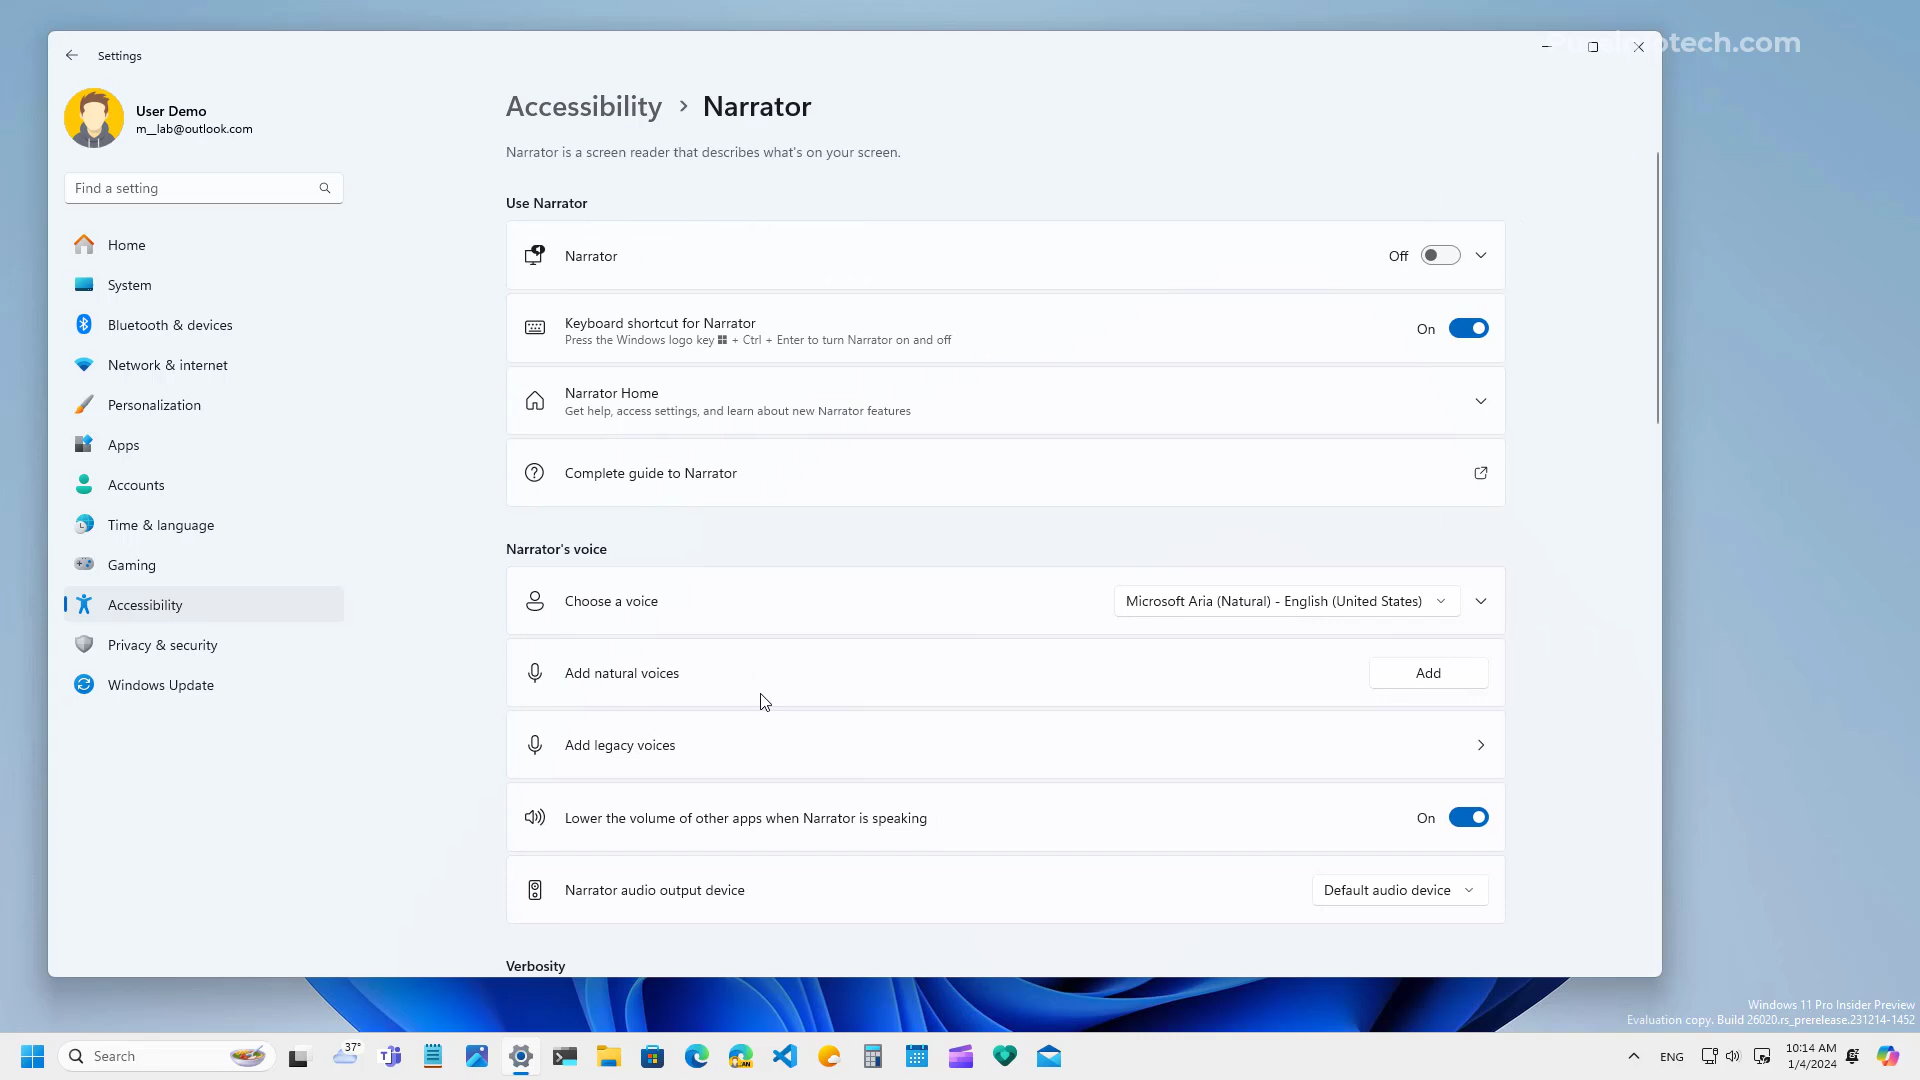 Settings
User Demo
m__lab@outlook.com
Find a setting
Home
System
Bluetooth & devices
Network & internet
Personalization
Apps
Accounts
Time & language
Gaming
Accessibility
Privacy & security
Windows Update
Accessibility > Narrator
Narrator is a screen reader that describes what's on your screen.
Use Narrator
Narrator
Off
Keyboard shortcut for Narrator
On
Press the Windows logo key + Ctrl + Enter to turn Narrator on and off
Narrator Home
Get help, access settings, and learn about new Narrator features
Complete guide to Narrator
Narrator's voice
Choose a voice
Microsoft Aria (Natural) - English (United States)
Add natural voices
Add
Add legacy voices
Lower the volume of other apps when Narrator is speaking
On
Narrator audio output device
Default audio device
Verbosity
Windows 11 Pro Insider Preview
Evaluation copy. Build 26020.rs_prerelease.231214-1452
Search
37°
ENG
10:14 AM
1/4/2024